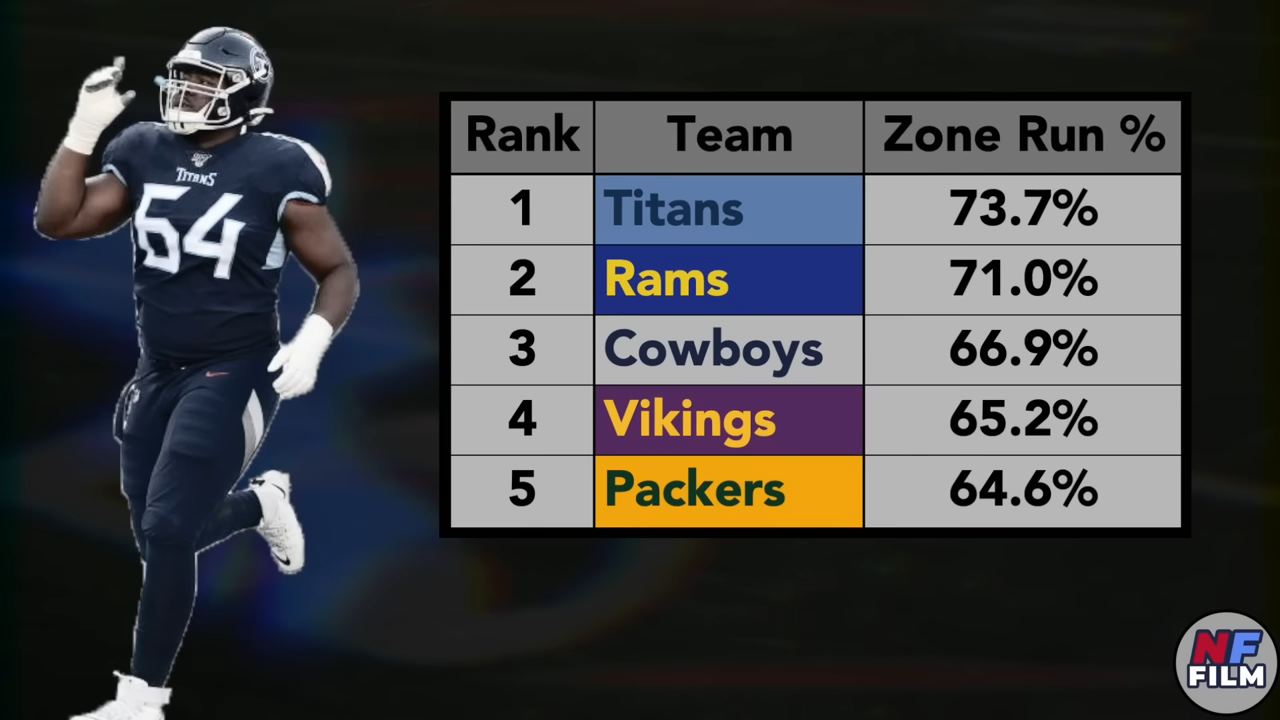 TITANS
64
Rank Team Zone Run %
1 Titans 73.7%
2 Rams 71.0%
3 Cowboys 66.9%
4 Vikings 65.2%
5 Packers 64.6%
NF
FILM